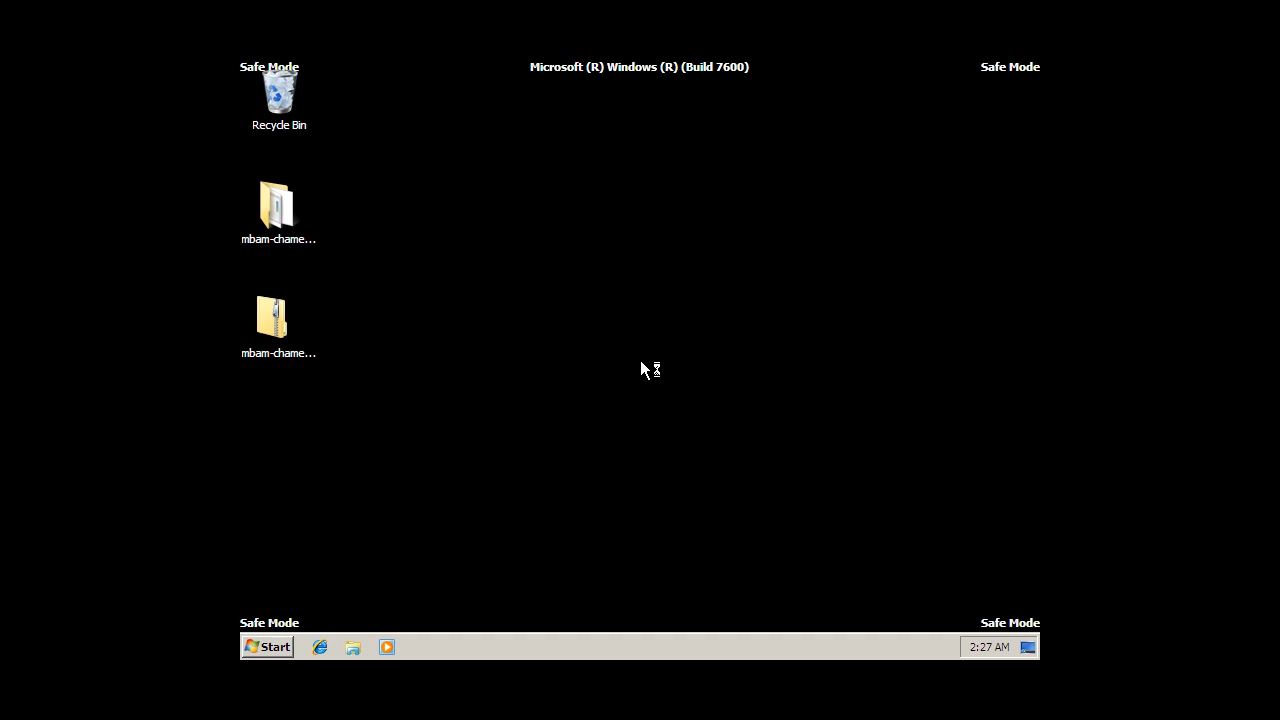 Safe Mode
Microsoft (R) Windows (R) (Build 7600)
Safe Mode
Recycle Bin
mbam-chame...
mbam-chame...
Safe Mode
Safe Mode
Start
2:27 AM